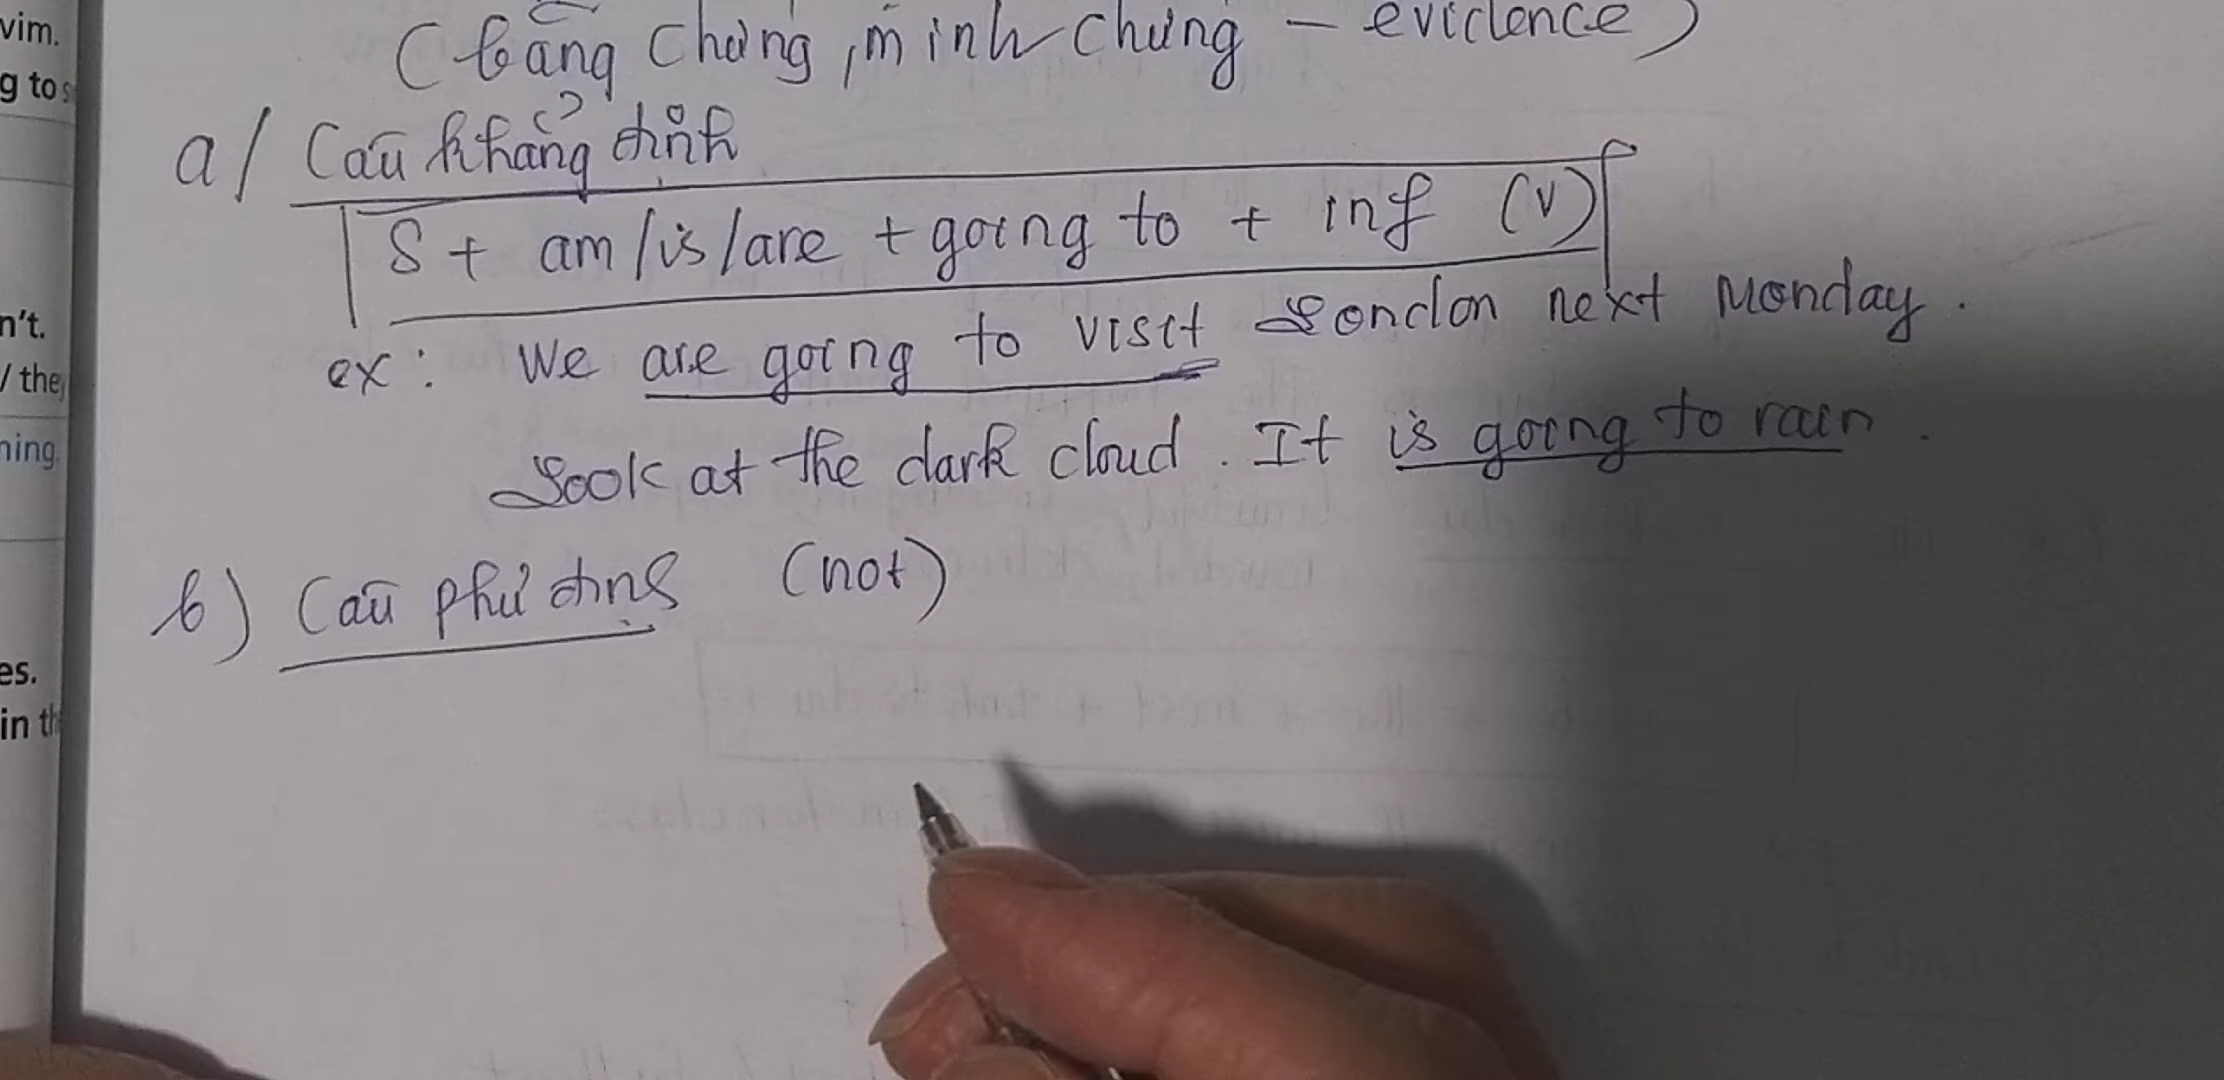 vim.
g to s
n't.
/ they
ning.
es.
in th
(bằng chứng, minh chứng – evidence)
a/ Câu khẳng định
S + am/is/are + going to + inf (V)
ex: We are going to visit London next Monday.
Look at the dark cloud. It is going to rain.
b) Câu phủ định (not)